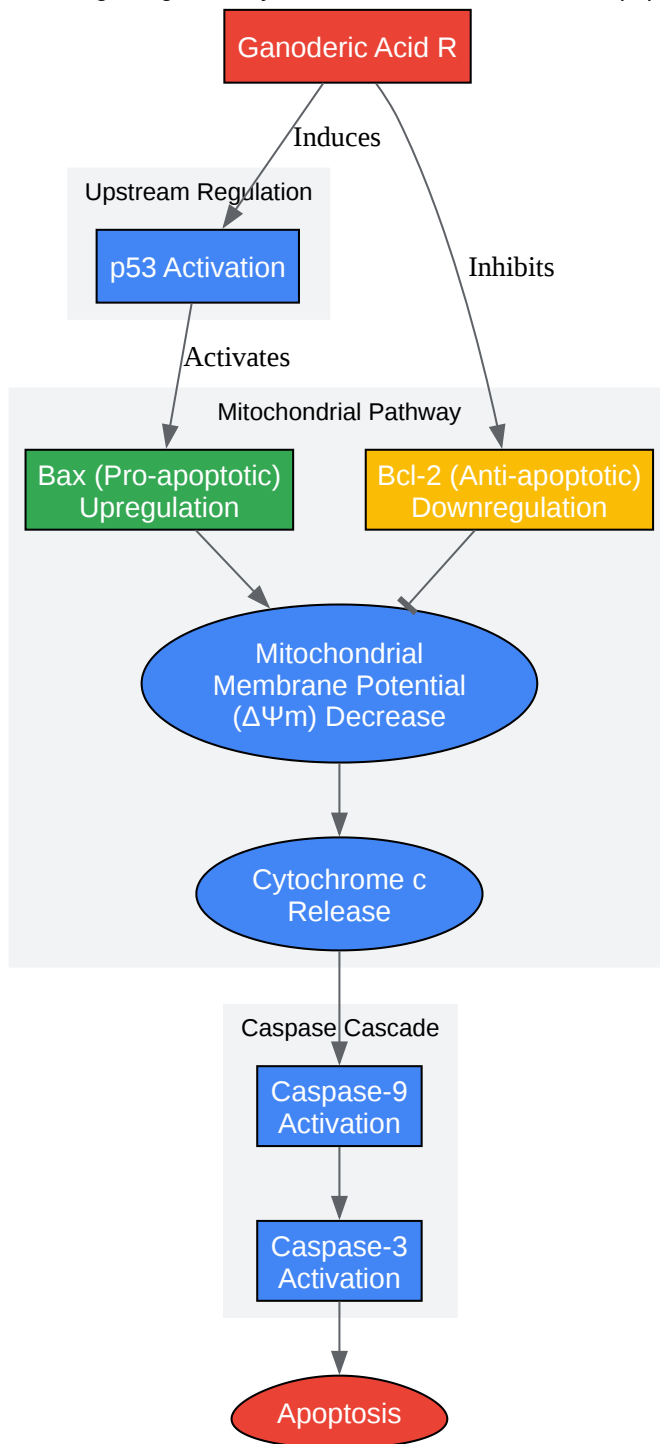 Ganoderic Acid R
Induces
Upstream Regulation
p53 Activation
Inhibits
Activates
Mitochondrial Pathway
Bax (Pro-apoptotic)
Upregulation
Bcl-2 (Anti-apoptotic)
Downregulation
Mitochondrial
Membrane Potential
(ΔΨm) Decrease
Cytochrome c
Release
Caspase Cascade
Caspase-9
Activation
Caspase-3
Activation
Apoptosis